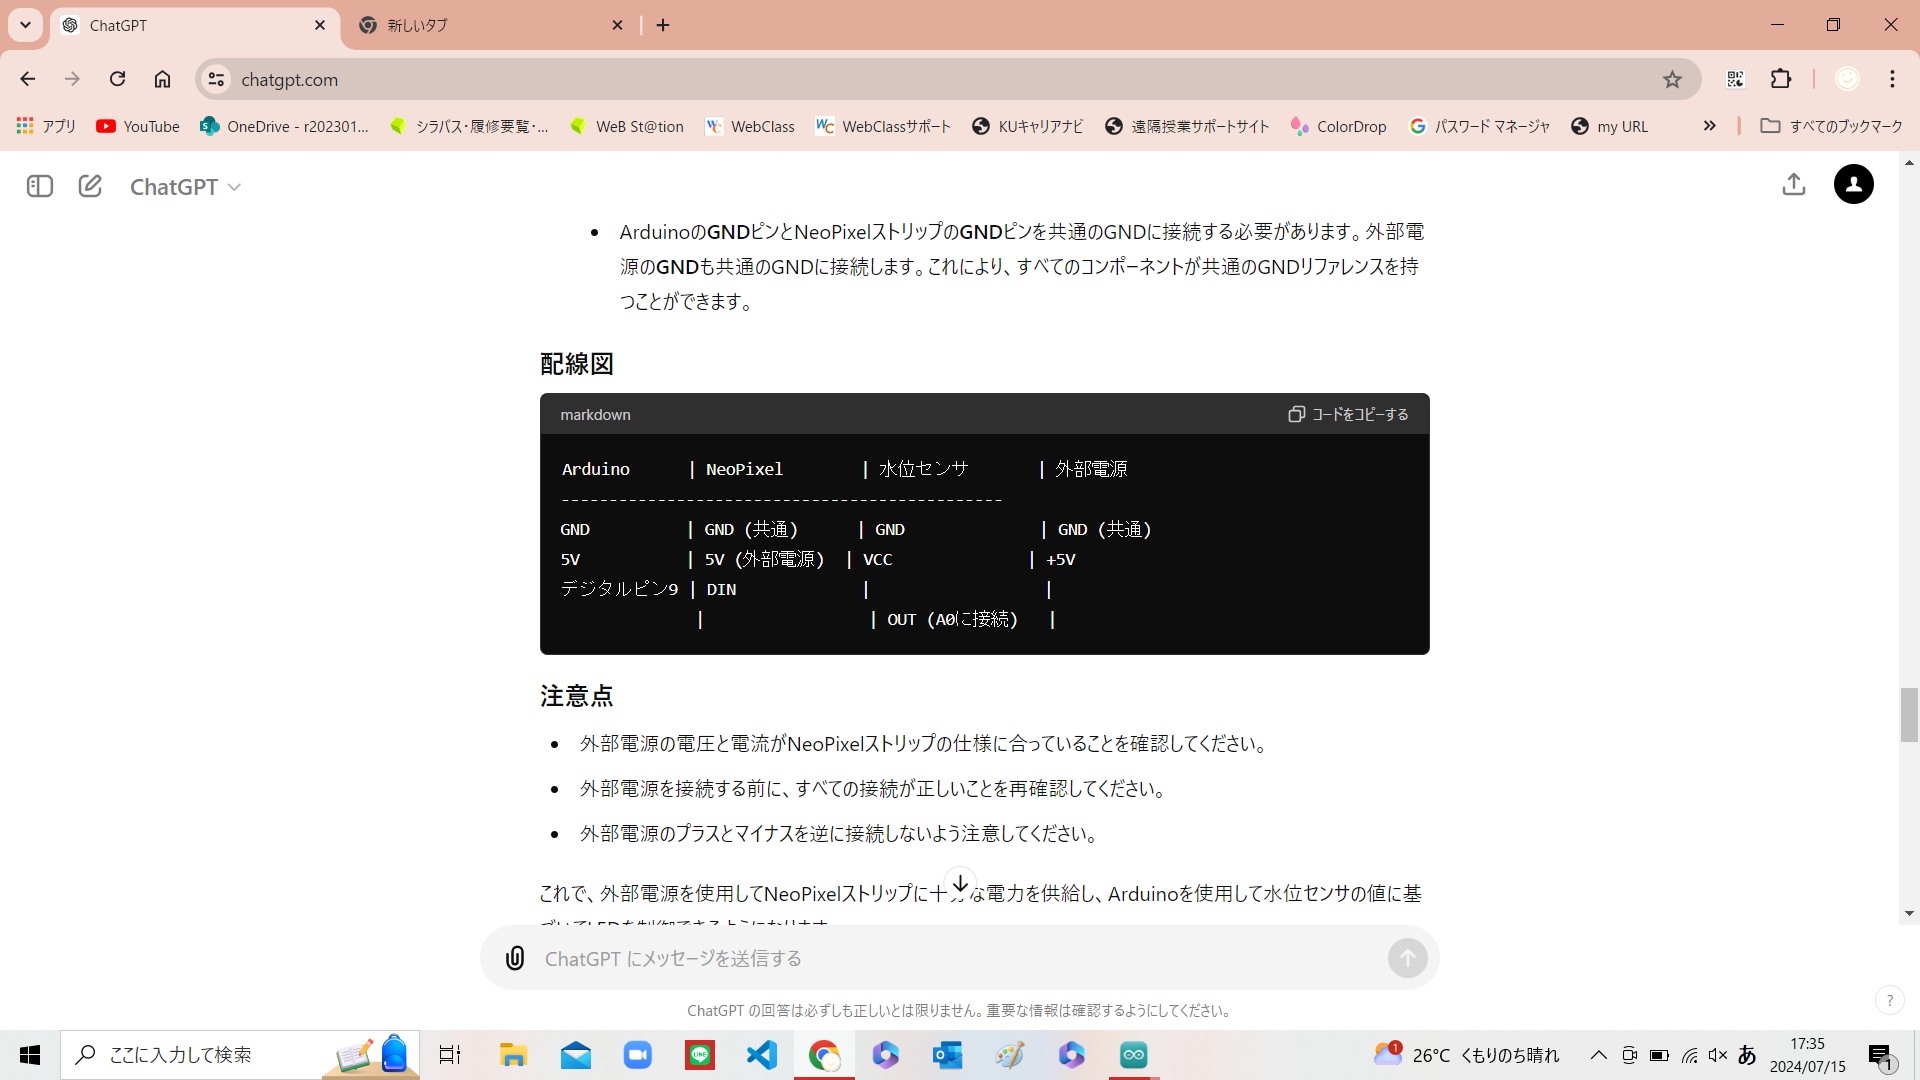 ChatGPT
新しいタブ
chatgpt.com
アプリ YouTube OneDrive - r202301... シラバス・履修要覧・... WeB St@tion WebClass WebClassサポート KUキャリアナビ 遠隔授業サポートサイト ColorDrop パスワード マネージャ my URL すべてのブックマーク
ChatGPT
ArduinoのGNDピンとNeoPixelストリップのGNDピンを共通のGNDに接続する必要があります。外部電
源のGNDも共通のGNDに接続します。これにより、すべてのコンポーネントが共通のGNDリファレンスを持
つことができます。
配線図
markdown
コードをコピーする
Arduino | NeoPixel | 水位センサ | 外部電源
----------------------------------------------
GND | GND (共通) | GND | GND (共通)
5V | 5V (外部電源) | VCC | +5V
デジタルピン9 | DIN | |
| | OUT (A0に接続) |
注意点
外部電源の電圧と電流がNeoPixelストリップの仕様に合っていることを確認してください。
外部電源を接続する前に、すべての接続が正しいことを再確認してください。
外部電源のプラスとマイナスを逆に接続しないよう注意してください。
これで、外部電源を使用してNeoPixelストリップに十分な電力を供給し、Arduinoを使用して水位センサの値に基
ChatGPT にメッセージを送信する
ChatGPT の回答は必ずしも正しいとは限りません。重要な情報は確認するようにしてください。
?
ここに入力して検索
LINE
1
26°C くもりのち晴れ
あ
17:35
2024/07/15
1